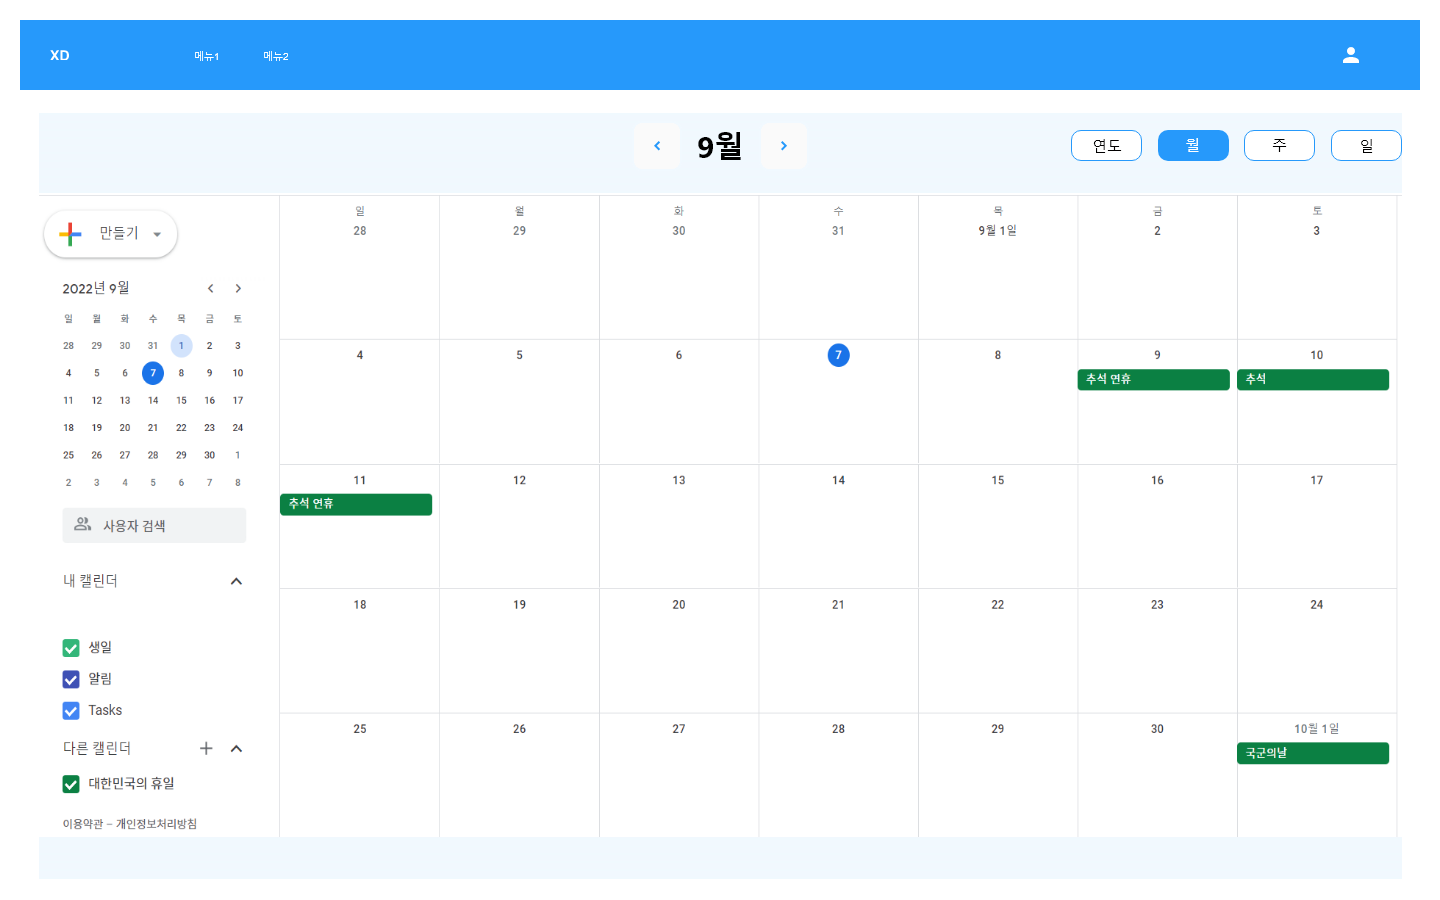 XD 메뉴1 메뉴2
9월 연도 월 주 일
만들기
2022년 9월
일 월 화 수 목 금 토
28 29 30 31 1 2 3
4 5 6 7 8 9 10
11 12 13 14 15 16 17
18 19 20 21 22 23 24
25 26 27 28 29 30 1
2 3 4 5 6 7 8
사용자 검색
내 캘린더
생일
알림
Tasks
다른 캘린더
대한민국의 휴일
이용약관 – 개인정보처리방침
일 월 화 수 목 금 토
28 29 30 31 9월 1일 2 3
4 5 6 7 8 9 10
추석 연휴 추석
11 12 13 14 15 16 17
추석 연휴
18 19 20 21 22 23 24
25 26 27 28 29 30 10월 1일
국군의날